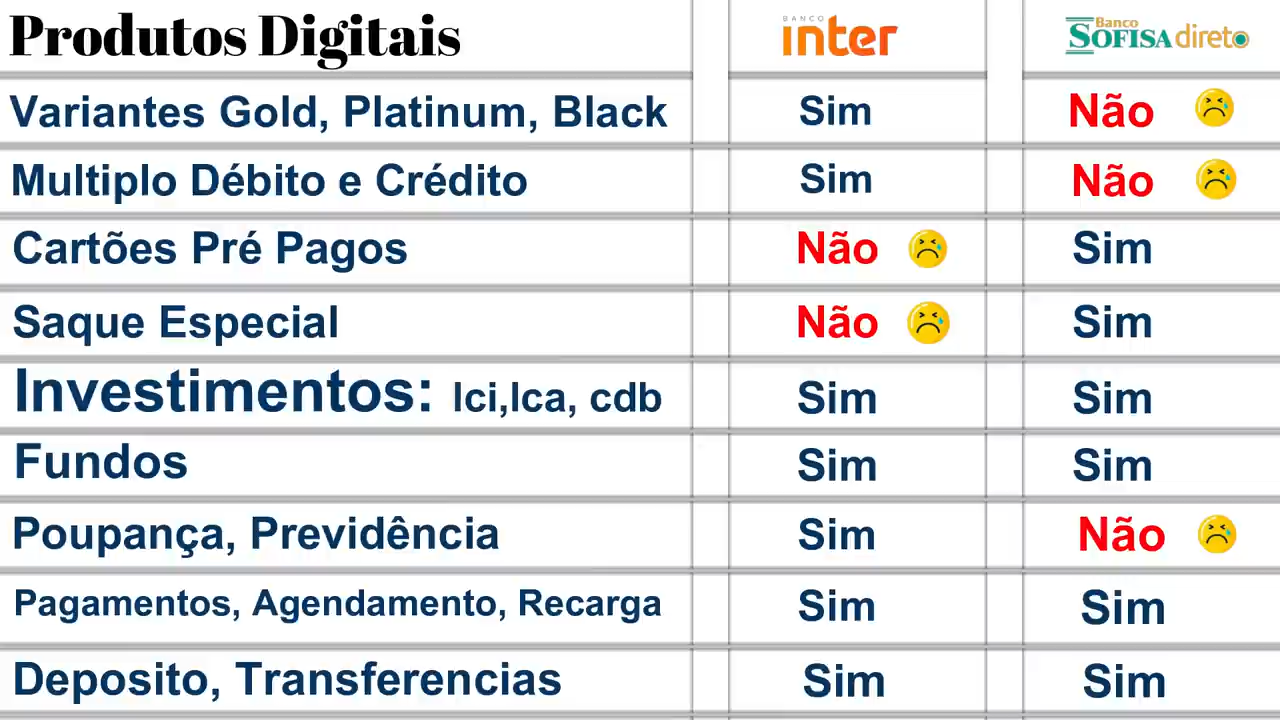 Produtos Digitais BANCO inter Banco SOFISA direto
Variantes Gold, Platinum, Black Sim Não
Multiplo Débito e Crédito Sim Não
Cartões Pré Pagos Não Sim
Saque Especial Não Sim
Investimentos: lci,lca, cdb Sim Sim
Fundos Sim Sim
Poupança, Previdência Sim Não
Pagamentos, Agendamento, Recarga Sim Sim
Deposito, Transferencias Sim Sim